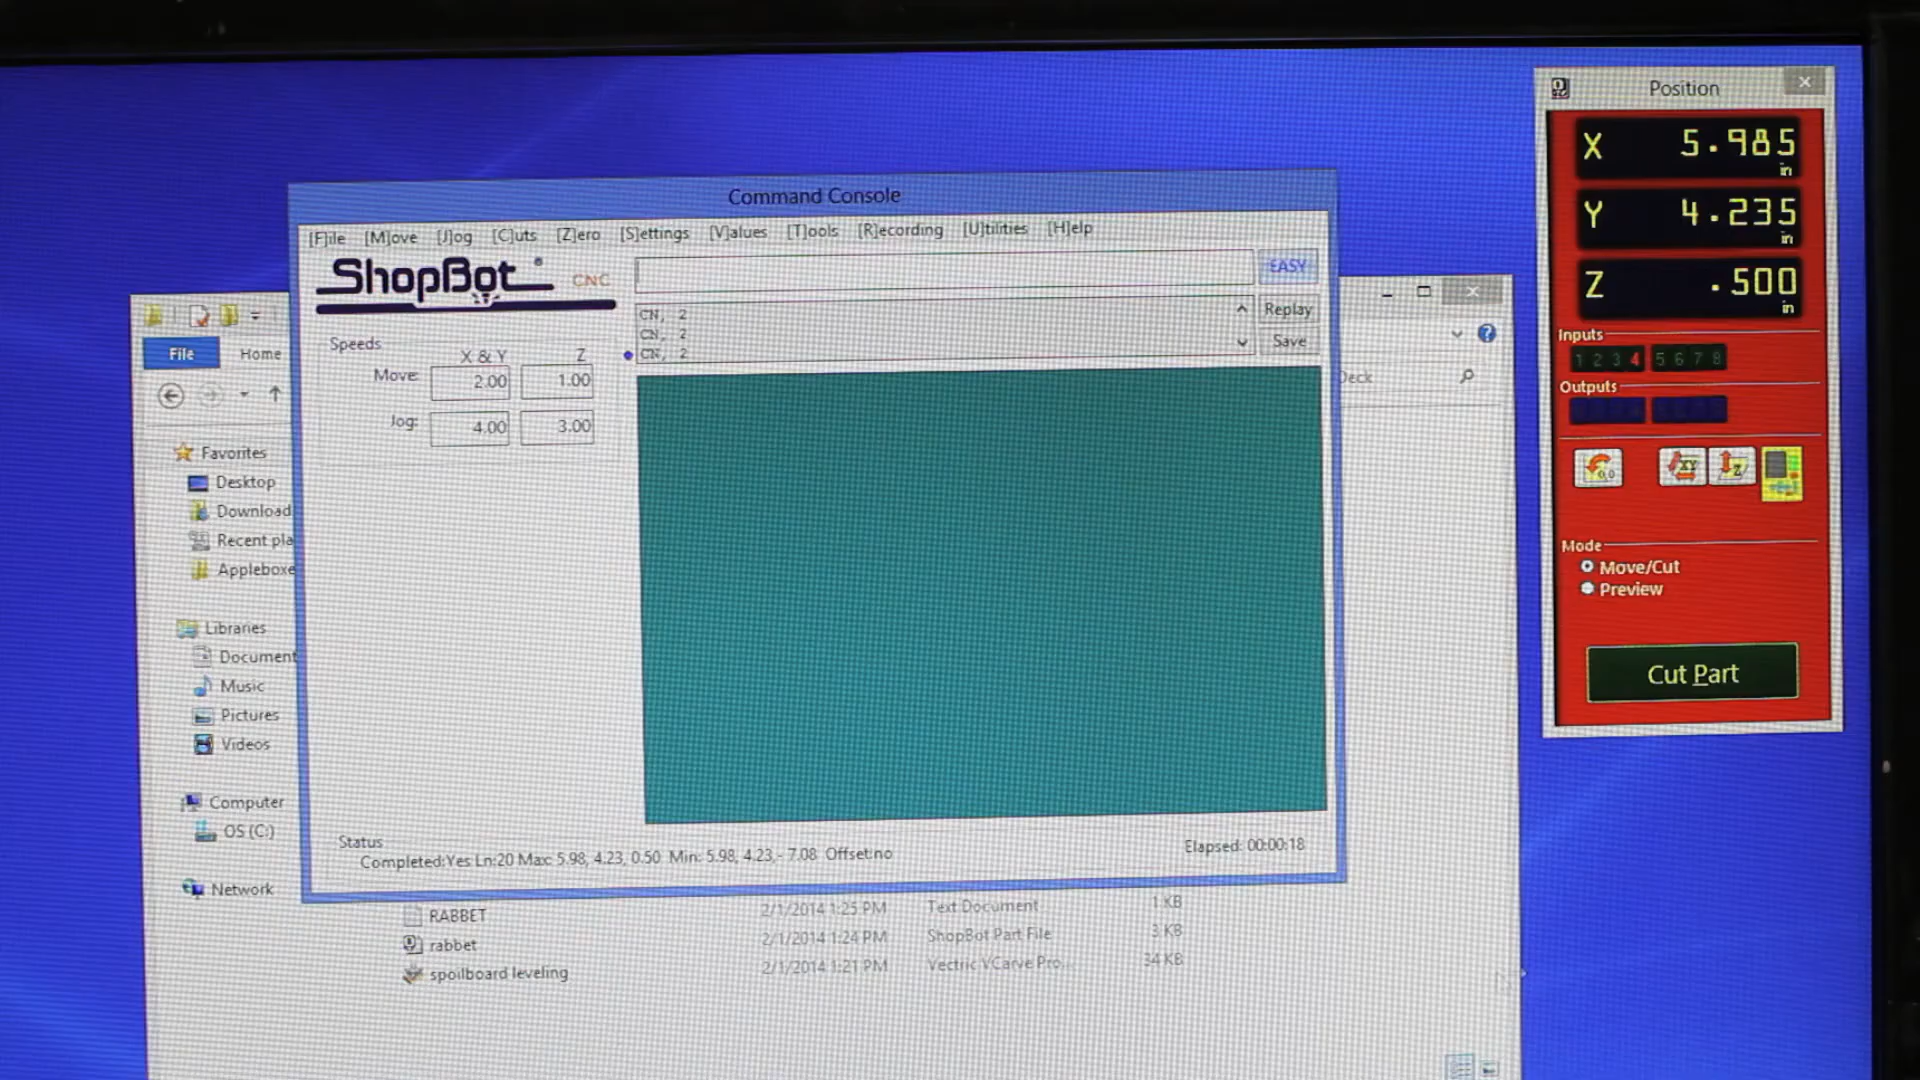 Position
X 5.985
in
Y 4.235
in
Z .500
in
Inputs
1 2 3 4 5 6 7 8
Outputs
0,0 XY Z
Mode
Move/Cut
Preview
Cut Part
Command Console
[F]ile [M]ove [J]og [C]uts [Z]ero [S]ettings [V]alues [T]ools [R]ecording [U]tilities [H]elp
ShopBot CNC
EASY
CN, 2
CN, 2
CN, 2
Replay
Save
Speeds
X & Y Z
Move: 2.00 1.00
Jog: 4.00 3.00
Status
Completed:Yes Ln:20 Max: 5.98, 4.23, 0.50 Min: 5.98, 4.23,- 7.08 Offset:no
Elapsed: 00:00:18
File Home
Deck
Favorites
Desktop
Download
Recent pla
Appleboxe
Libraries
Document
Music
Pictures
Videos
Computer
OS (C:)
Network
RABBET 2/1/2014 1:25 PM Text Document 1 KB
rabbet 2/1/2014 1:24 PM ShopBot Part File 3 KB
spoilboard leveling 2/1/2014 1:21 PM Vectric VCarve Pro... 34 KB